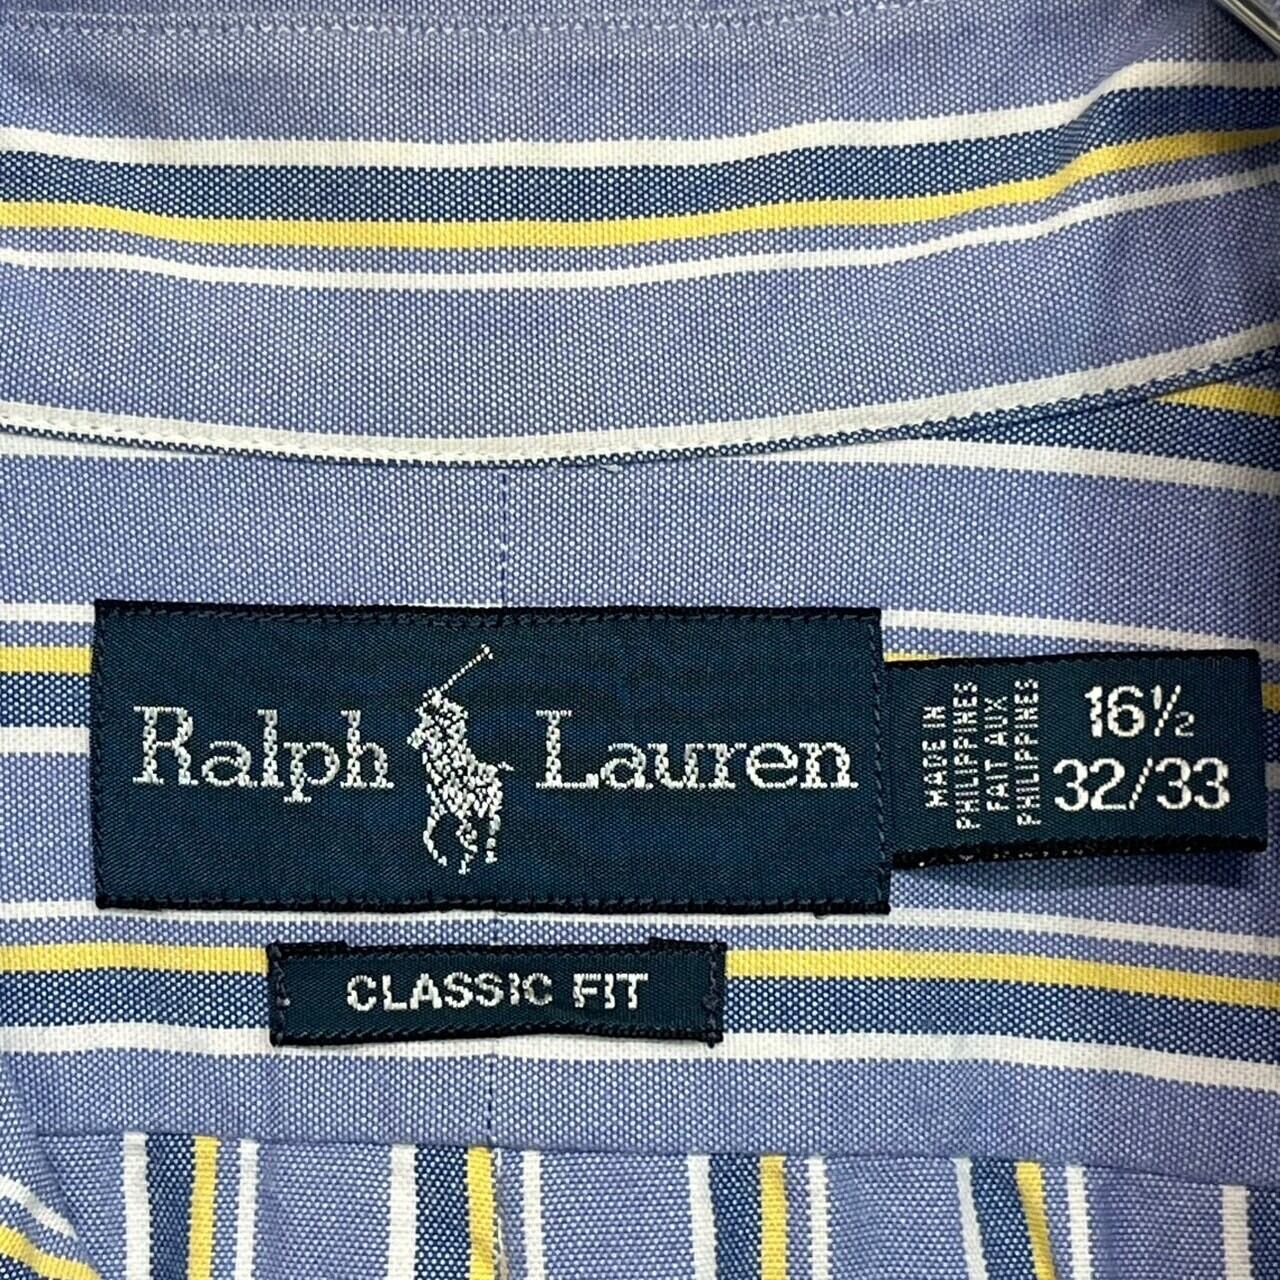 Ralph Lauren
MADE IN
PHILIPPINES
FAIT AUX
PHILIPPINES
16½
32/33
CLASSIC FIT